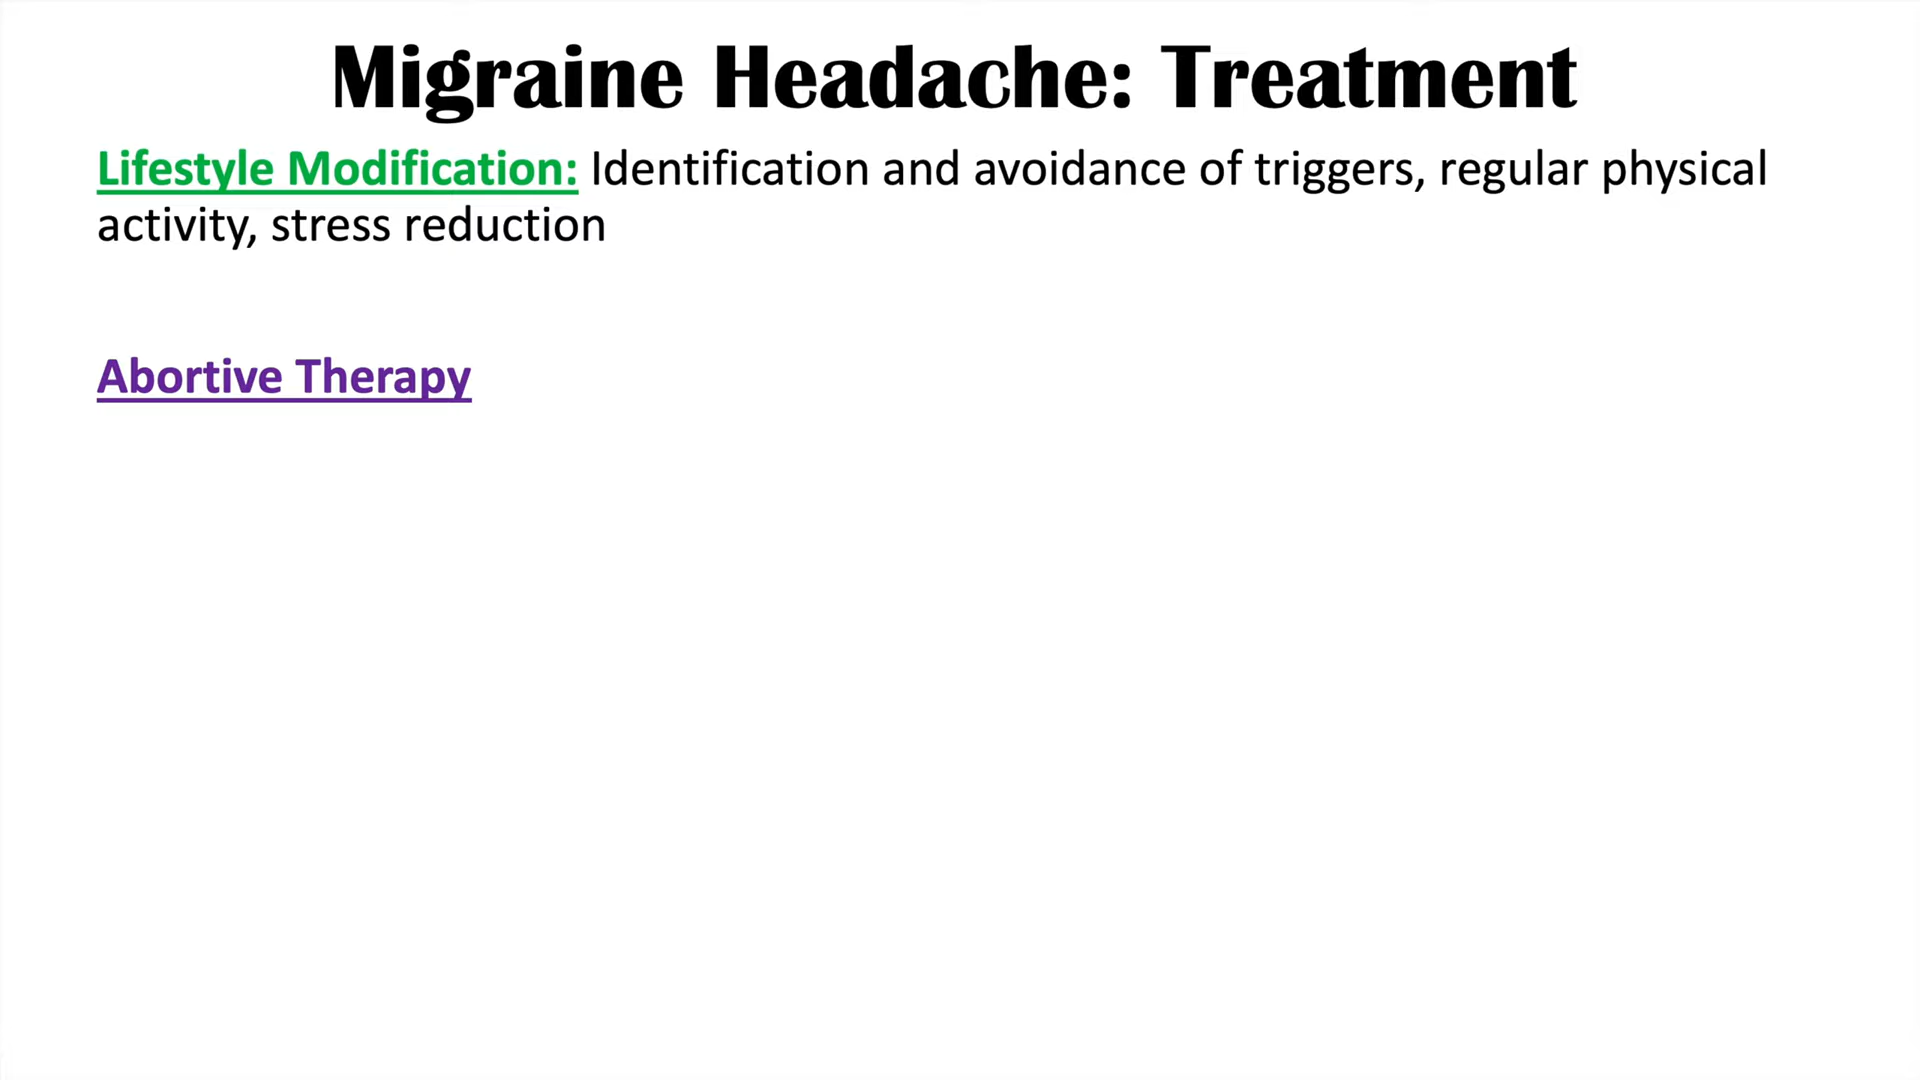 Migraine Headache: Treatment
Lifestyle Modification: Identification and avoidance of triggers, regular physical
activity, stress reduction
Abortive Therapy